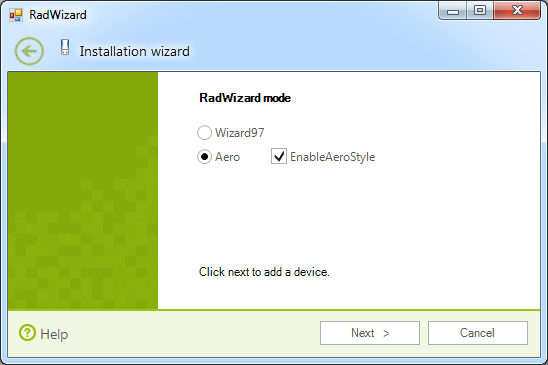 RadWizard
Installation wizard
RadWizard mode
Wizard97
Aero EnableAeroStyle
Click next to add a device.
Help Next > Cancel